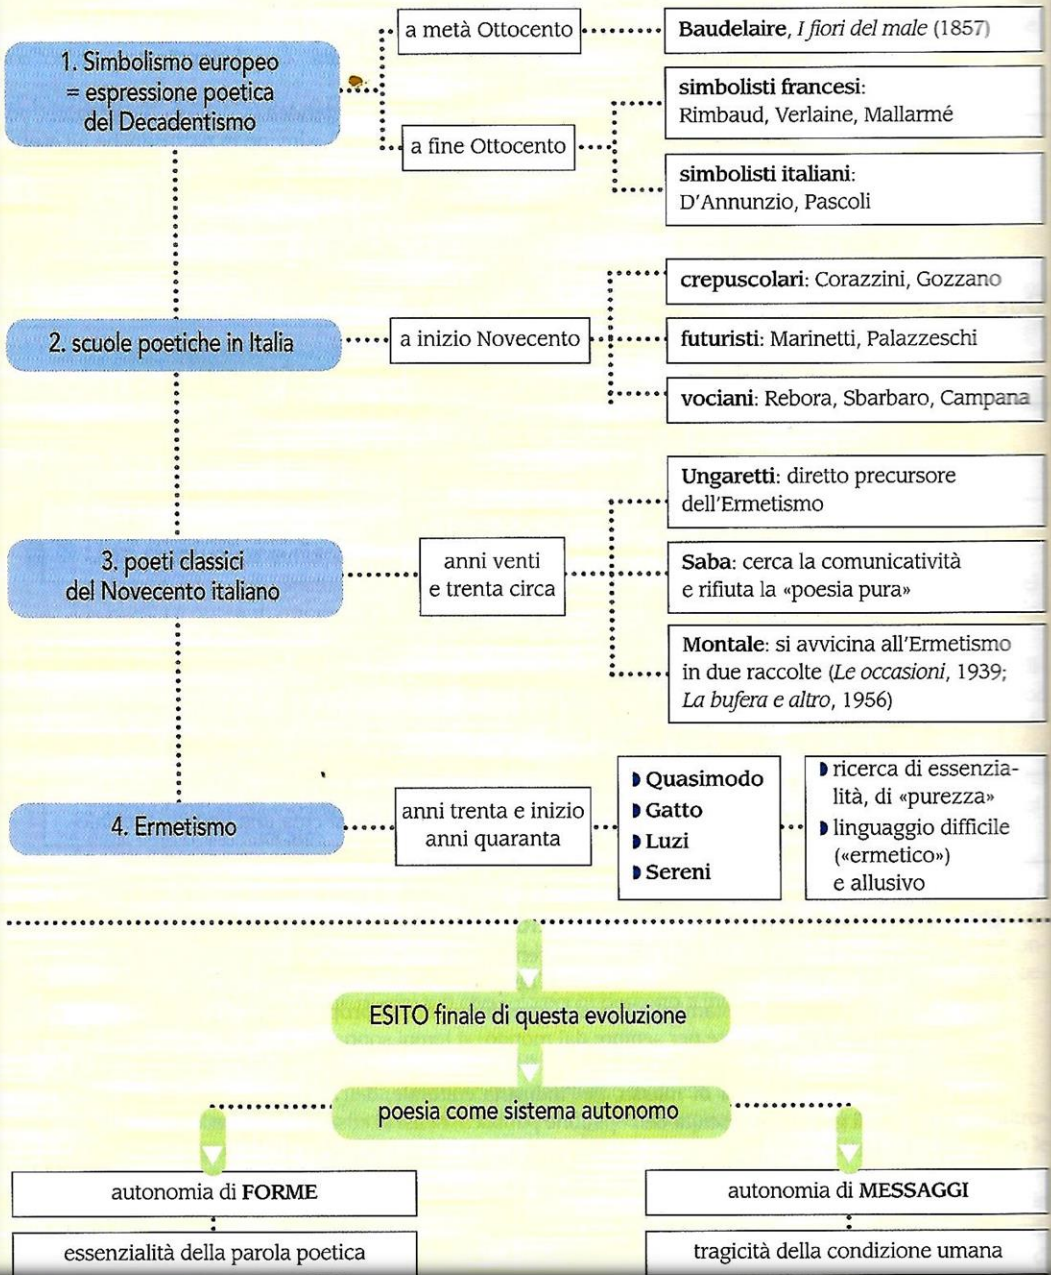 1. Simbolismo europeo
= espressione poetica
del Decadentismo
a metà Ottocento
Baudelaire, I fiori del male (1857)
a fine Ottocento
simbolisti francesi:
Rimbaud, Verlaine, Mallarmé
simbolisti italiani:
D'Annunzio, Pascoli
2. scuole poetiche in Italia
a inizio Novecento
crepuscolari: Corazzini, Gozzano
futuristi: Marinetti, Palazzeschi
vociani: Rebora, Sbarbaro, Campana
3. poeti classici
del Novecento italiano
anni venti
e trenta circa
Ungaretti: diretto precursore
dell'Ermetismo
Saba: cerca la comunicatività
e rifiuta la «poesia pura»
Montale: si avvicina all'Ermetismo
in due raccolte (Le occasioni, 1939;
La bufera e altro, 1956)
4. Ermetismo
anni trenta e inizio
anni quaranta
Quasimodo
Gatto
Luzi
Sereni
ricerca di essenzia-
lità, di «purezza»
linguaggio difficile
(«ermetico»)
e allusivo
ESITO finale di questa evoluzione
poesia come sistema autonomo
autonomia di FORME
essenzialità della parola poetica
autonomia di MESSAGGI
tragicità della condizione umana